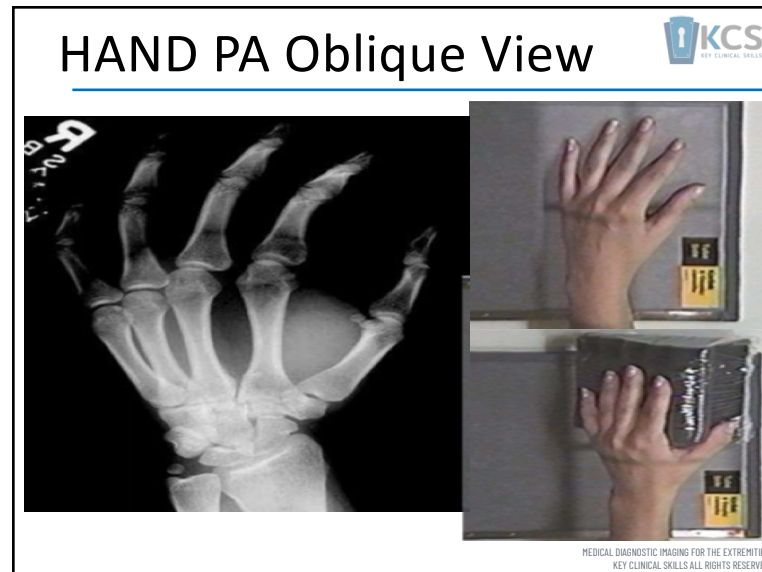 HAND PA Oblique View
KCS
KEY CLINICAL SKILLS
R
MEDICAL DIAGNOSTIC IMAGING FOR THE EXTREMITI
KEY CLINICAL SKILLS ALL RIGHTS RESERVE